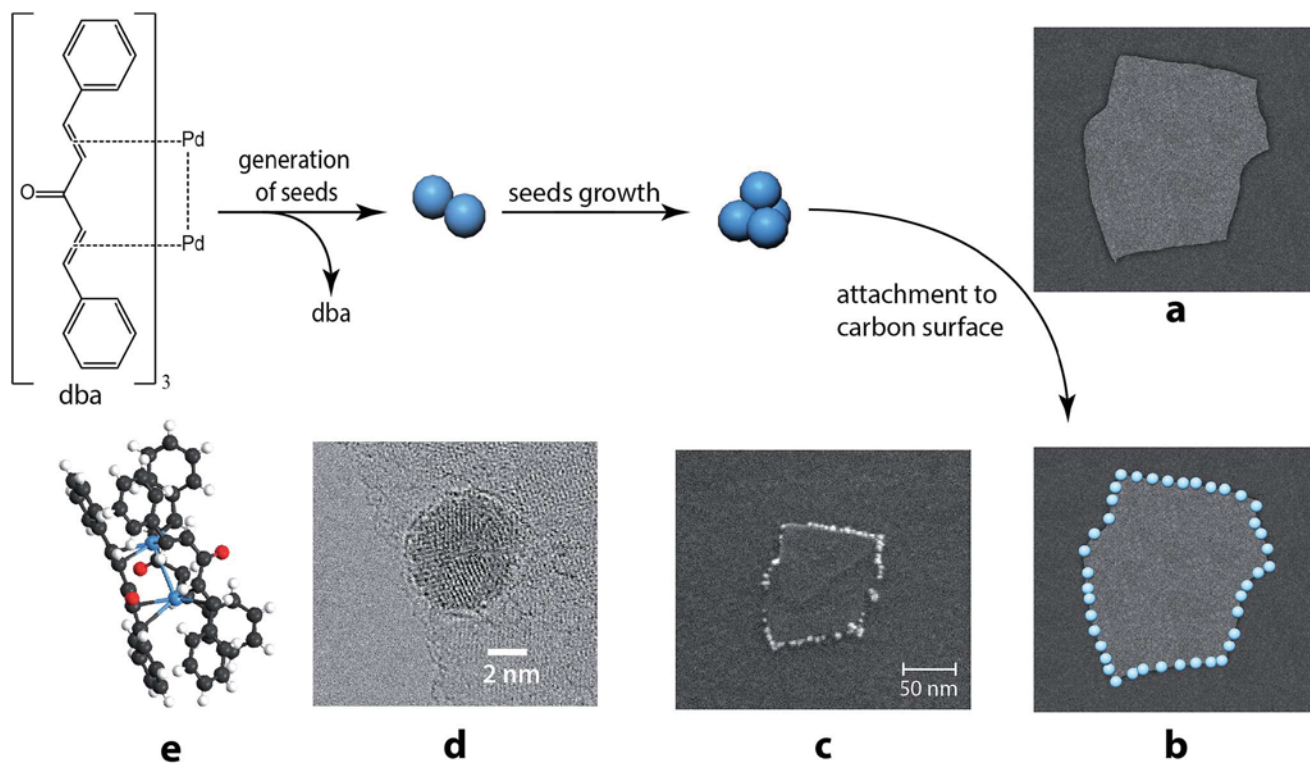 Pd
generation
of seeds
seeds growth
O
Pd
dba
attachment to
carbon surface
a
3
dba
2 nm
50 nm
e
d
c
b